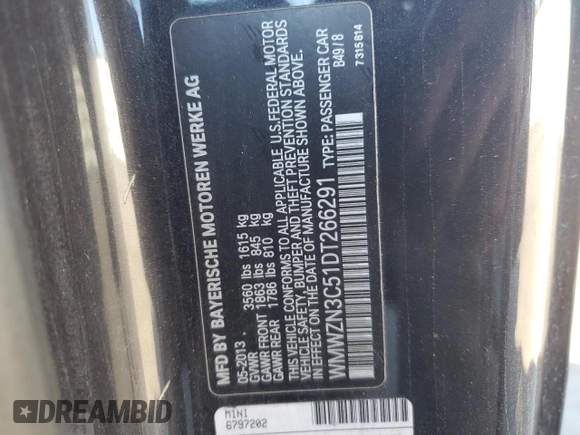 MFD BY BAYERISCHE MOTOREN WERKE AG
05-2013
GVWR 3560 lbs 1615 kg
GAWR FRONT 1863 lbs 845 kg
GAWR REAR 1786 lbs 810 kg
THIS VEHICLE CONFORMS TO ALL APPLICABLE U.S.FEDERAL MOTOR
VEHICLE SAFETY, BUMPER AND THEFT PREVENTION STANDARDS
IN EFFECT ON THE DATE OF MANUFACTURE SHOWN ABOVE.
WMWZN3C51DT266291 TYPE: PASSENGER CAR
B49/8
7315814
MINI
6797202
DREAMBID